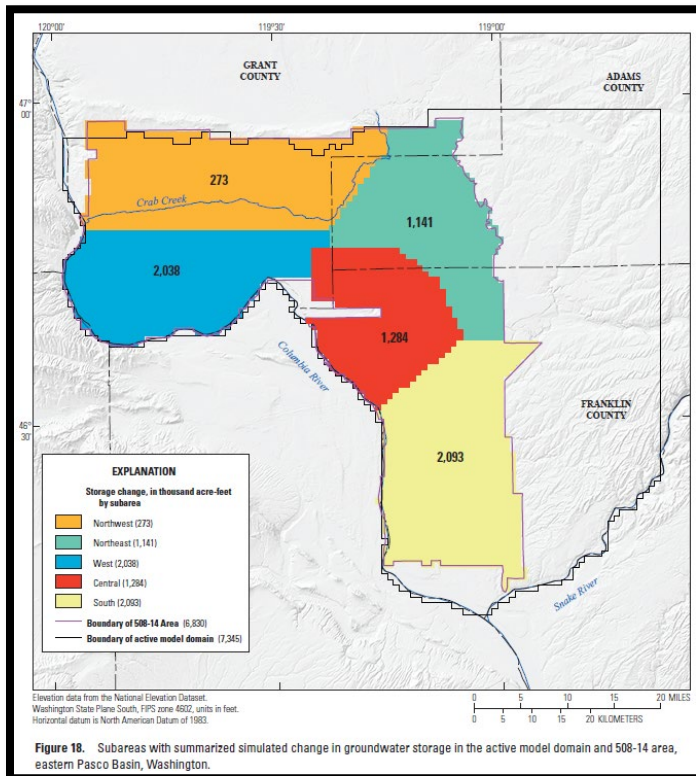 120°00'
119°30'
119°00'
GRANT
COUNTY
ADAMS
COUNTY
47°
00'
273
Crab Creek
1,141
2,038
1,284
Columbia River
FRANKLIN
COUNTY
46°
30'
2,093
EXPLANATION
Storage change, in thousand acre-feet
by subarea
Northwest (273)
Northeast (1,141)
West (2,038)
Central (1,284)
South (2,093)
Boundary of 508-14 Area (6,830)
Boundary of active model domain (7,345)
Snake River
Elevation data from the National Elevation Dataset.
Washington State Plane South, FIPS zone 4602, units in feet.
Horizontal datum is North American Datum of 1983.
0 5 10 15 20 MILES
0 5 10 15 20 KILOMETERS
Figure 18. Subareas with summarized simulated change in groundwater storage in the active model domain and 508-14 area,
eastern Pasco Basin, Washington.